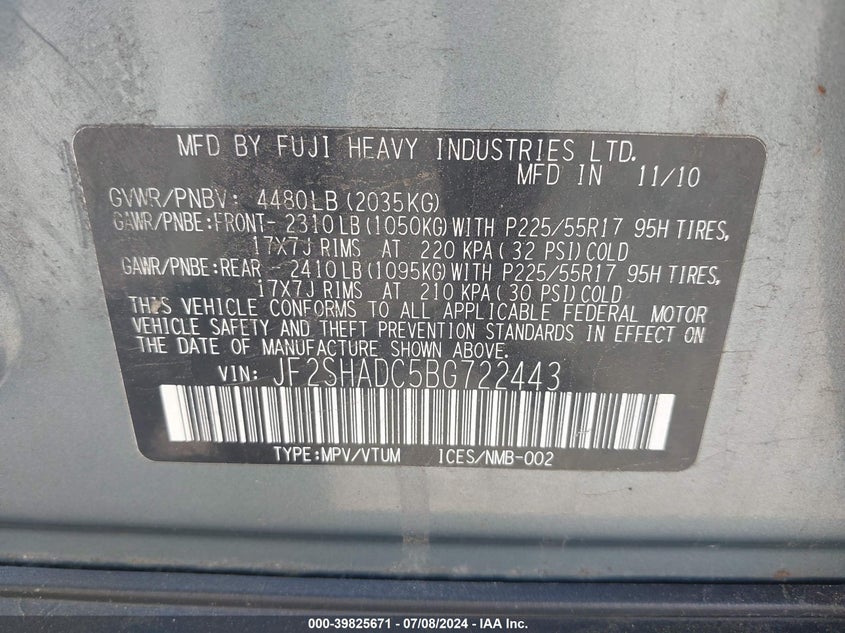 MFD BY FUJI HEAVY INDUSTRIES LTD.
MFD IN 11/10
GVWR/PNBV: 4480LB (2035KG)
GAWR/PNBE:FRONT- 2310LB (1050KG) WITH P225/55R17 95H TIRES,
17X7J RIMS AT 220 KPA (32 PSI) COLD
GAWR/PNBE:REAR - 2410LB (1095KG) WITH P225/55R17 95H TIRES,
17X7J RIMS AT 210 KPA (30 PSI) COLD
THIS VEHICLE CONFORMS TO ALL APPLICABLE FEDERAL MOTOR
VEHICLE SAFETY AND THEFT PREVENTION STANDARDS IN EFFECT ON
THE DATE OF MANUFACTURE SHOWN ABOVE.
VIN: JF2SHADC5BG722443
TYPE:MPV/VTUM ICES/NMB-002
000-39825671 - 07/08/2024 - IAA Inc.